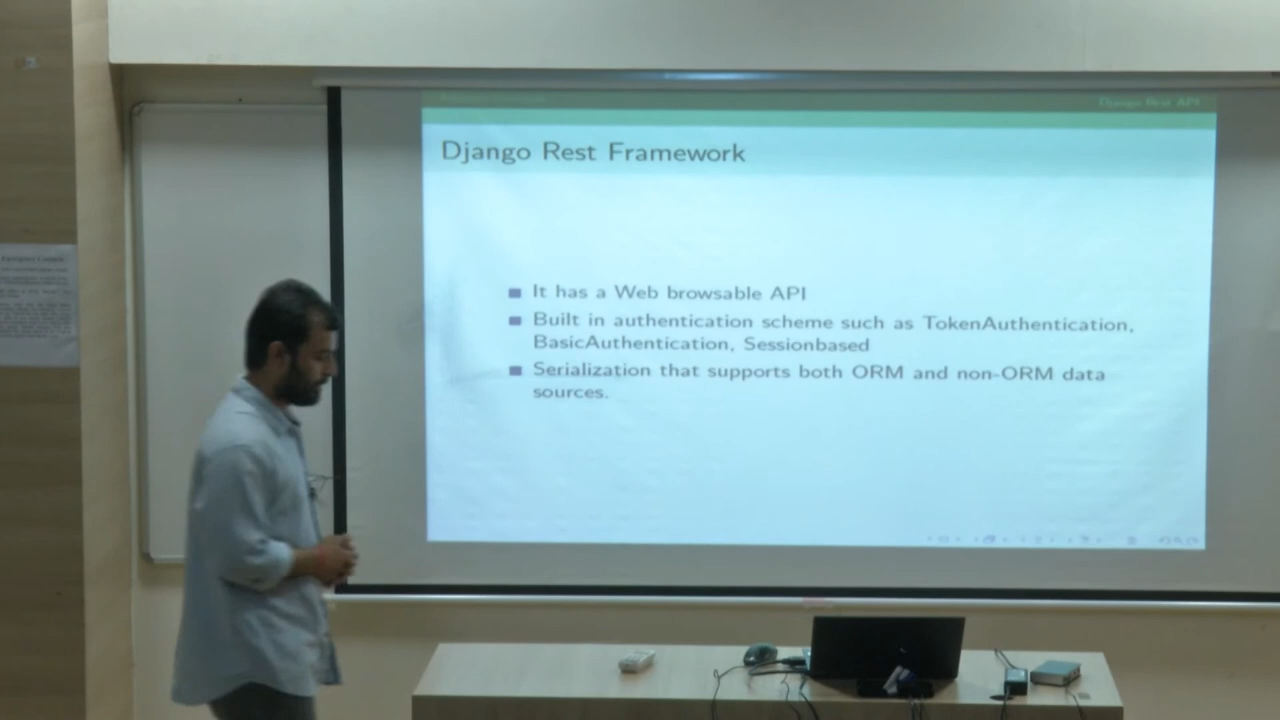 Django Rest API
Django Rest Framework
It has a Web browsable API
Built in authentication scheme such as TokenAuthentication,
BasicAuthentication, Sessionbased
Serialization that supports both ORM and non-ORM data
sources.